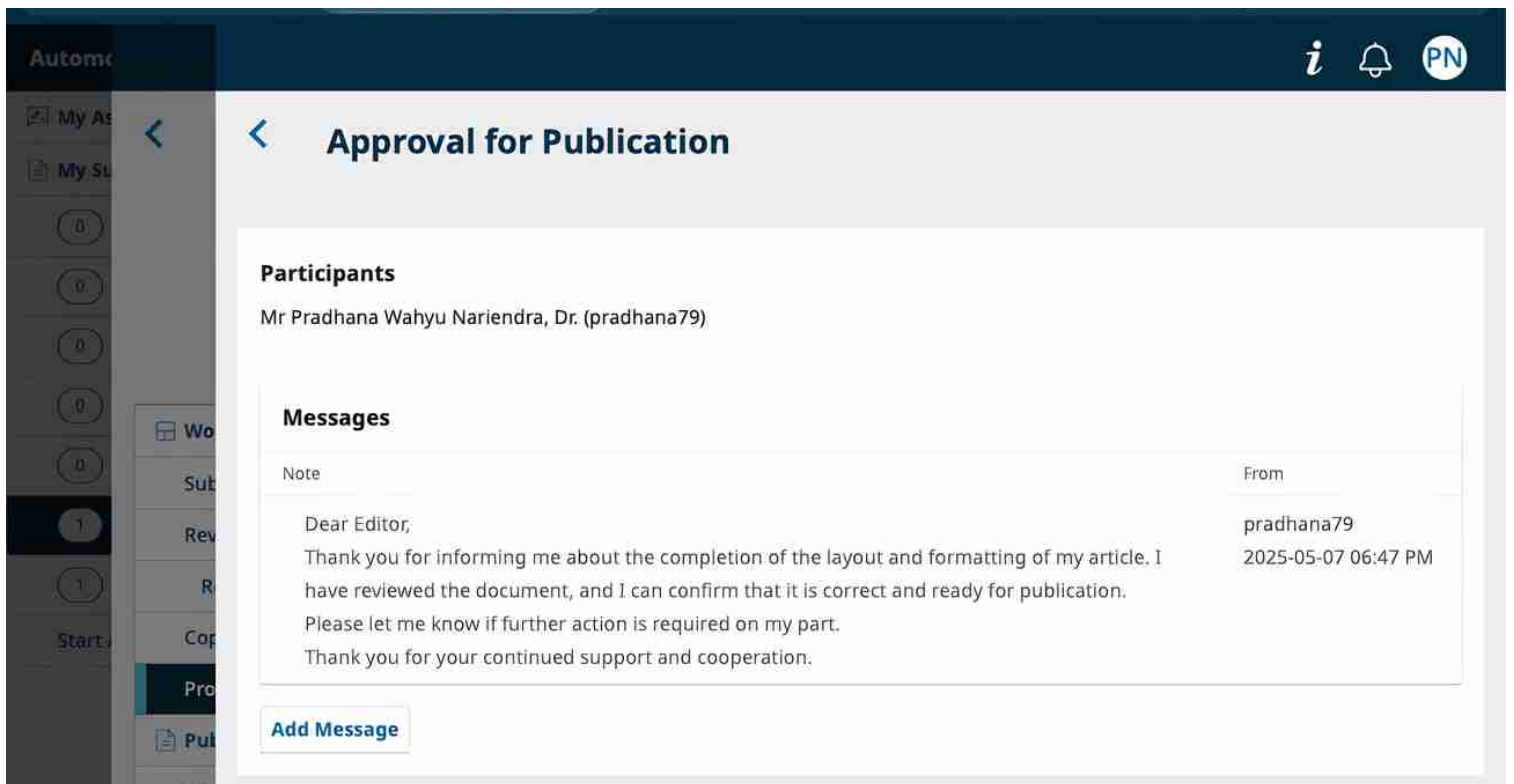 Automo
i
PN
My As
My Su
0
0
0
0
0
1
1
Start A
Approval for Publication
Participants
Mr Pradhana Wahyu Nariendra, Dr. (pradhana79)
Wo
Sub
Rev
R
Cop
Pro
Pub
Messages
Note
From
Dear Editor,
Thank you for informing me about the completion of the layout and formatting of my article. I
have reviewed the document, and I can confirm that it is correct and ready for publication.
Please let me know if further action is required on my part.
Thank you for your continued support and cooperation.
pradhana79
2025-05-07 06:47 PM
Add Message